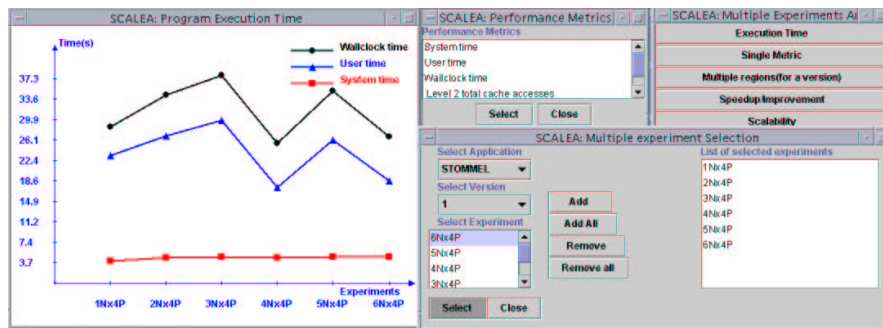 SCALEA: Program Execution Time
Time(s)
Wallclock time
User time
System time
37.3
33.6
29.9
26.1
22.4
18.6
14.9
11.2
7.4
3.7
Experiments
1Nx4P 2Nx4P 3Nx4P 4Nx4P 5Nx4P 6Nx4P
SCALEA: Performance Metrics
Performance Metrics
System time
User time
Wallclock time
Level 2 total cache accesses
Select Close
SCALEA: Multiple Experiments
Execution Time
Single Metric
Multiple regions(for a version)
Speedup/Improvement
Scalability
SCALEA: Multiple experiment Selection
Select Application
STOMMEL
Select Version
1
Select Experiment
6Nx4P
5Nx4P
4Nx4P
3Nx4P
Add
Add All
Remove
Remove all
List of selected experiments
1Nx4P
2Nx4P
3Nx4P
4Nx4P
5Nx4P
6Nx4P
Select Close